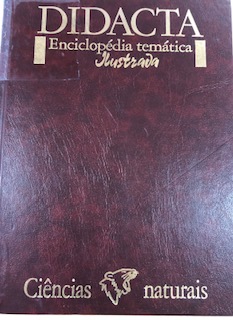 DIDACTA
Enciclopédia temática
Ilustrada
Ciências naturais